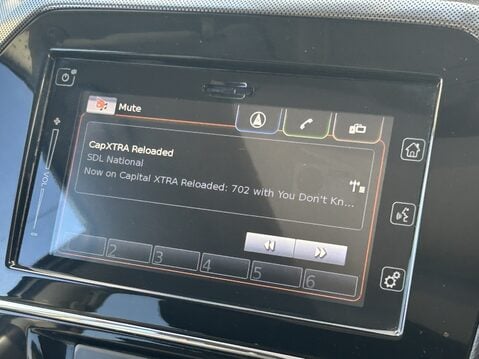 Mute
CapXTRA Reloaded
SDL National
Now on Capital XTRA Reloaded: 702 with You Don't Kn...
VOL
2
3
4
5
6